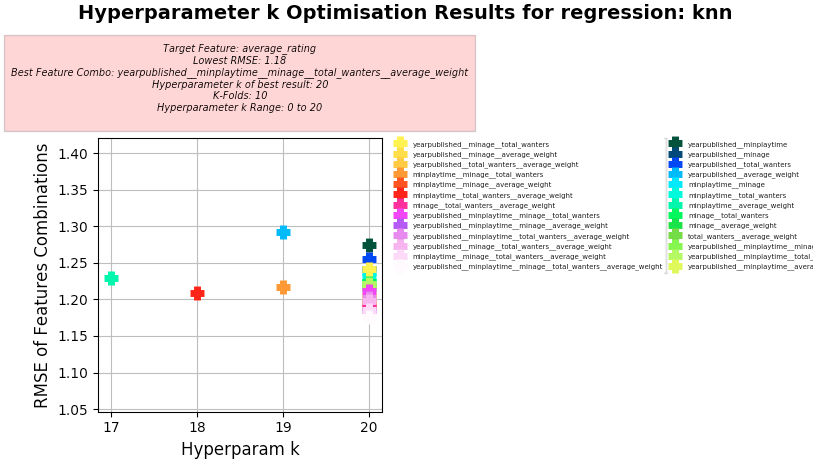 Hyperparameter k Optimisation Results for regression: knn
Target Feature: average_rating
Lowest RMSE: 1.18
Best Feature Combo: yearpublished__minplaytime__minage__total_wanters__average_weight
Hyperparameter k of best result: 20
K-Folds: 10
Hyperparameter k Range: 0 to 20
RMSE of Features Combinations
1.40
1.35
1.30
1.25
1.20
1.15
1.10
1.05
17
18
19
20
Hyperparam k
yearpublished__minage__total_wanters
yearpublished__minage__average_weight
yearpublished__total_wanters__average_weight
minplaytime__minage__total_wanters
minplaytime__minage__average_weight
minplaytime__total_wanters__average_weight
minage__total_wanters__average_weight
yearpublished__minplaytime__minage__total_wanters
yearpublished__minplaytime__minage__average_weight
yearpublished__minplaytime__total_wanters__average_weight
yearpublished__minage__total_wanters__average_weight
minplaytime__minage__total_wanters__average_weight
yearpublished__minplaytime__minage__total_wanters__average_weight
yearpublished__minplaytime
yearpublished__minage
yearpublished__total_wanters
yearpublished__average_weight
minplaytime__minage
minplaytime__total_wanters
minplaytime__average_weight
minage__total_wanters
minage__average_weight
total_wanters__average_weight
yearpublished__minplaytime__mina
yearpublished__minplaytime__total_
yearpublished__minplaytime__avera